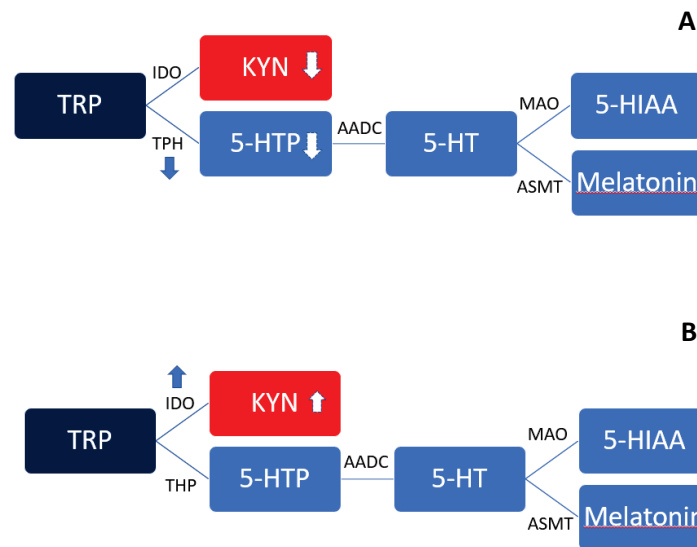 A
IDO
KYN
TRP
MAO
5-HIAA
TPH
5-HTP
AADC
5-HT
ASMT
Melatonin
B
IDO
KYN
TRP
MAO
5-HIAA
THP
5-HTP
AADC
5-HT
ASMT
Melatonin